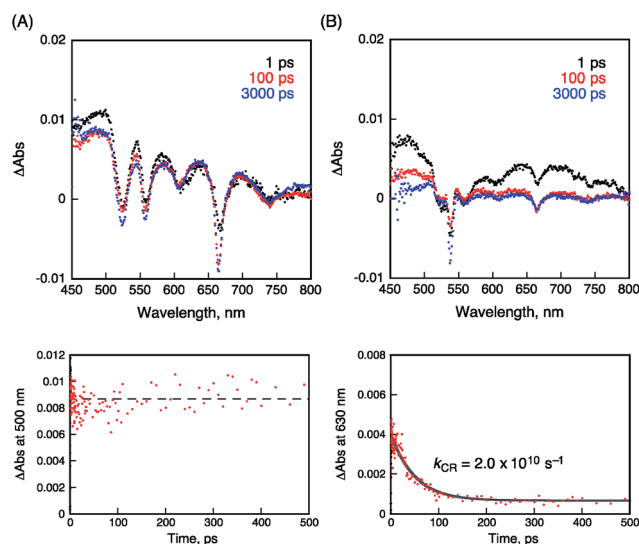 (A)
0.02
0.01
0
-0.01
ΔAbs
1 ps
100 ps
3000 ps
450 500 550 600 650 700 750 800
Wavelength, nm
(B)
0.02
0.01
0
-0.01
ΔAbs
1 ps
100 ps
3000 ps
450 500 550 600 650 700 750 800
Wavelength, nm
0.012
0.01
0.008
0.006
0.004
0.002
0
ΔAbs at 500 nm
0 100 200 300 400 500
Time, ps
0.008
0.006
0.004
0.002
0
ΔAbs at 630 nm
kCR = 2.0 x 10¹⁰ s⁻¹
0 100 200 300 400 500
Time, ps